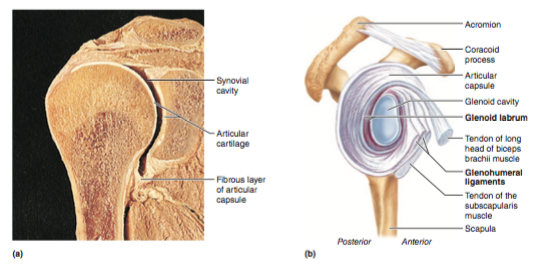 Synovial
cavity
Articular
cartilage
Fibrous layer
of articular
capsule
(a)
Acromion
Coracoid
process
Articular
capsule
Glenoid cavity
Glenoid labrum
Tendon of long
head of biceps
brachii muscle
Glenohumeral
ligaments
Tendon of the
subscapularis
muscle
Scapula
Posterior
Anterior
(b)